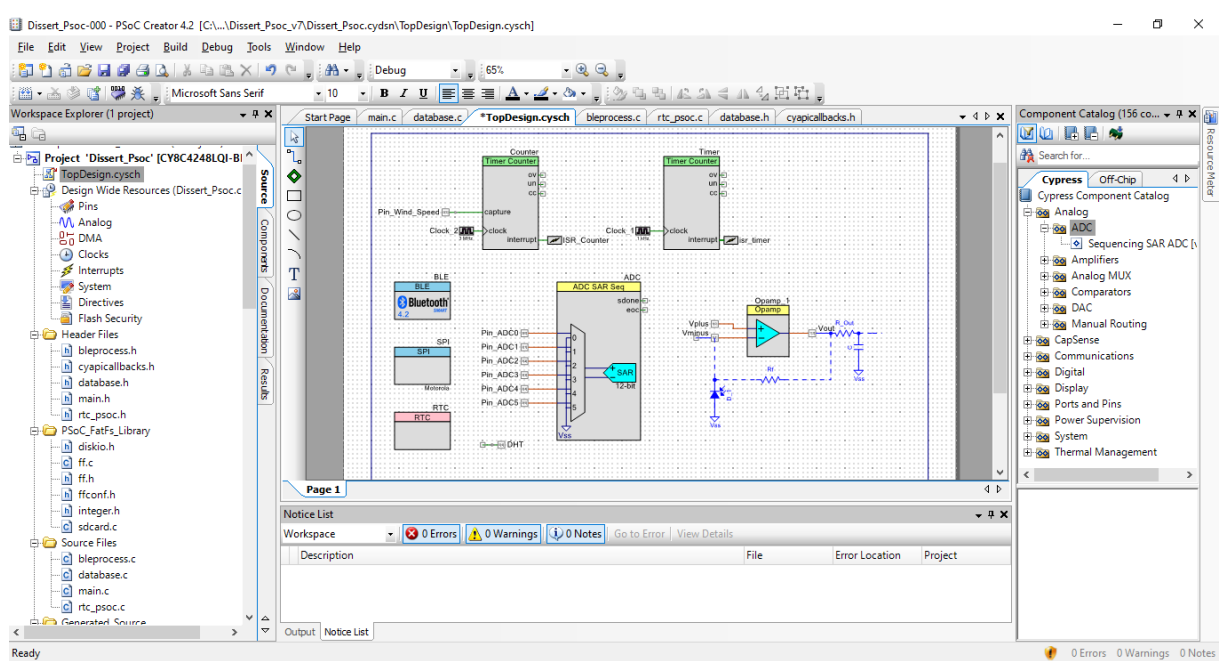 Dissert_Psoc-000 - PSoC Creator 4.2 [C:\...\Dissert_Psoc_v7\Dissert_Psoc.cydsn\TopDesign\TopDesign.cysch]
File Edit View Project Build Debug Tools Window Help
Debug 65%
Microsoft Sans Serif 10 B I U A
Workspace Explorer (1 project)
Project 'Dissert_Psoc' [CY8C4248LQI-BI
TopDesign.cysch
Design Wide Resources (Dissert_Psoc.c
Pins
Analog
DMA
Clocks
Interrupts
System
Directives
Flash Security
Header Files
bleprocess.h
cyapicallbacks.h
database.h
main.h
rtc_psoc.h
PSoC_FatFs_Library
diskio.h
ff.c
ff.h
ffconf.h
integer.h
sdcard.c
Source Files
bleprocess.c
database.c
main.c
rtc_psoc.c
Generated_Source
Source
Components
Documentation
Results
Start Page main.c database.c *TopDesign.cysch bleprocess.c rtc_psoc.c database.h cyapicallbacks.h
Counter
Timer Counter
ov
un
cc
Pin_Wind_Speed capture
Clock_2 clock
1 kHz
interrupt ISR_Counter
Timer
Timer Counter
ov
un
cc
Clock_1 clock
1 kHz
interrupt isr_timer
BLE
BLE
Bluetooth
SMART
4.2
SPI
SPI
Motorola
RTC
RTC
ADC
ADC SAR Seq
sdone
eoc
Pin_ADC0 0
Pin_ADC1 1
Pin_ADC2 2
Pin_ADC3 3
Pin_ADC4 4
Pin_ADC5 5
SAR
12-bit
Vss
DHT
Opamp_1
Opamp
Vplus
Vminus
Vout
R_Out
C
Vss
Rf
D_1
Vss
Page 1
Notice List
Workspace 0 Errors 0 Warnings 0 Notes Go to Error View Details
Description File Error Location Project
Output Notice List
Component Catalog (156 co...
Search for...
Cypress Off-Chip
Cypress Component Catalog
Analog
ADC
Sequencing SAR ADC [v
Amplifiers
Analog MUX
Comparators
DAC
Manual Routing
CapSense
Communications
Digital
Display
Ports and Pins
Power Supervision
System
Thermal Management
Resource Meter
Ready 0 Errors 0 Warnings 0 Notes